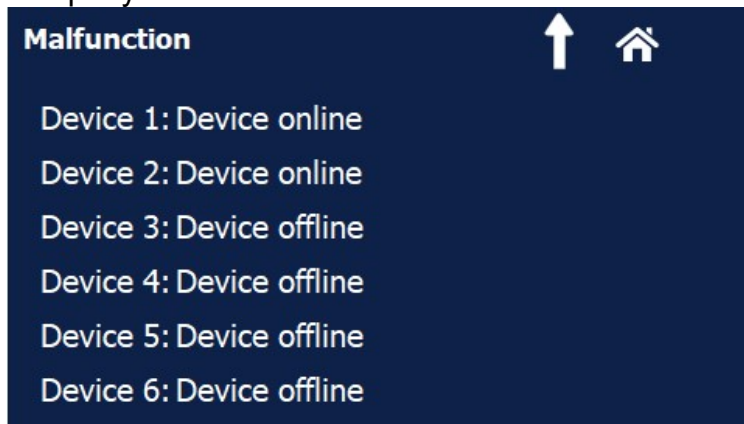 Malfunction
Device 1: Device online
Device 2: Device online
Device 3: Device offline
Device 4: Device offline
Device 5: Device offline
Device 6: Device offline